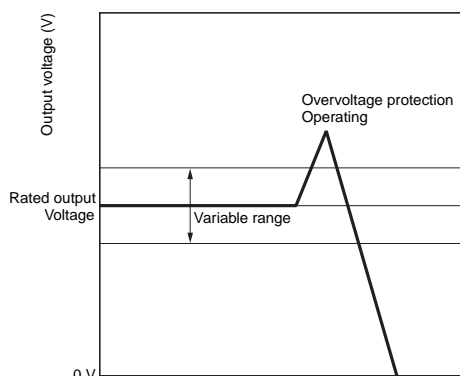 Output voltage (V)
Overvoltage protection
Operating
Rated output
Voltage
Variable range
0 V